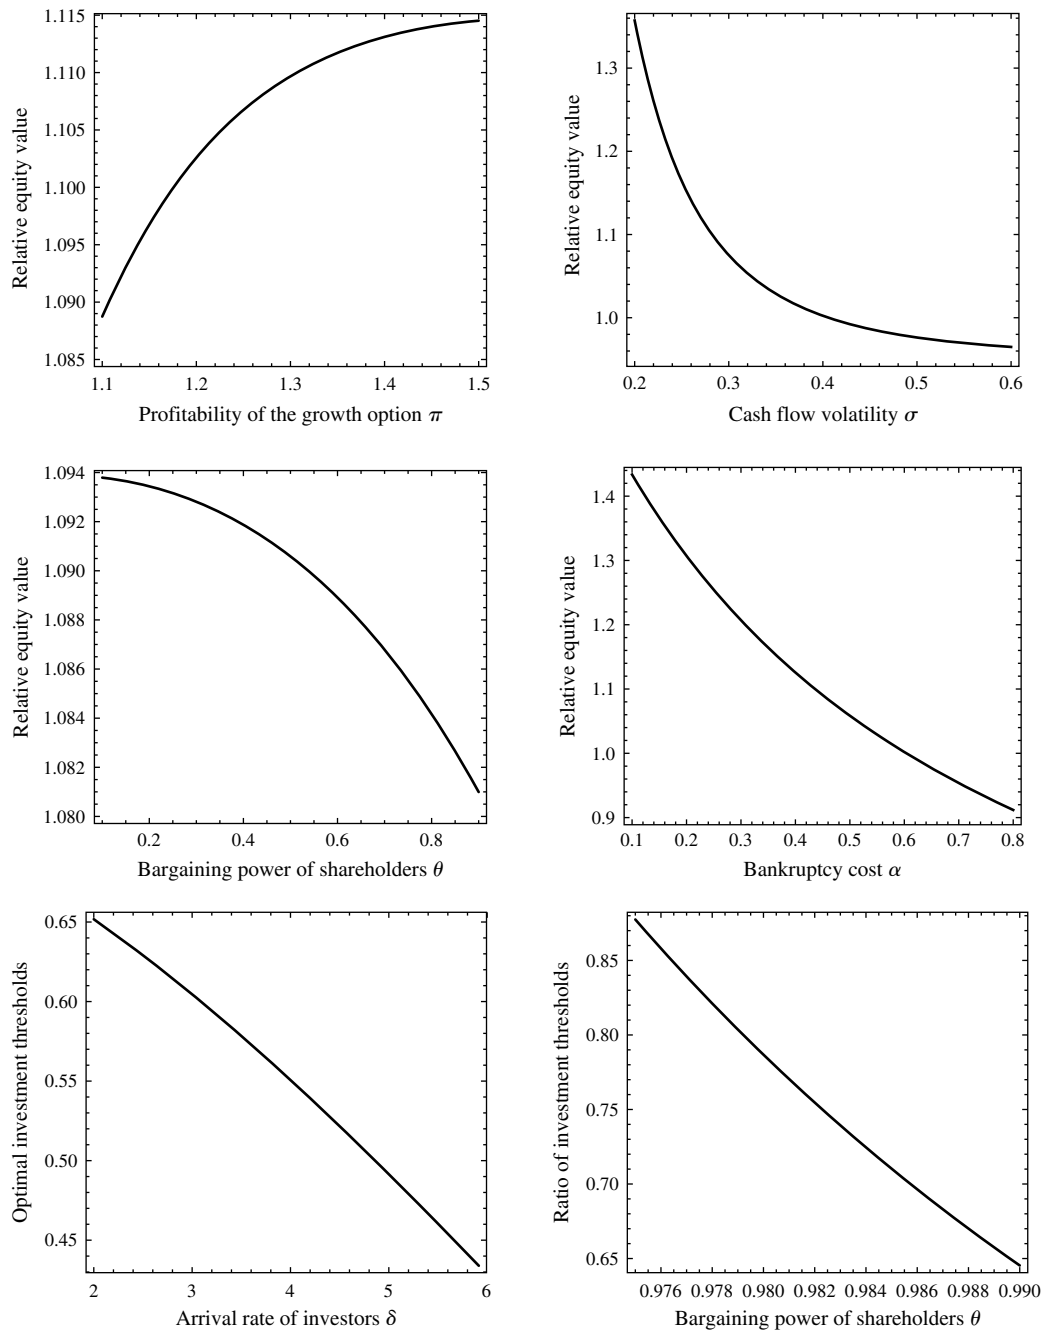 1.115
1.110
1.105
1.100
1.095
1.090
1.085
1.1 1.2 1.3 1.4 1.5
Relative equity value
Profitability of the growth option π
1.3
1.2
1.1
1.0
0.2 0.3 0.4 0.5 0.6
Relative equity value
Cash flow volatility σ
1.094
1.092
1.090
1.088
1.086
1.084
1.082
1.080
0.2 0.4 0.6 0.8
Relative equity value
Bargaining power of shareholders θ
1.4
1.3
1.2
1.1
1.0
0.9
0.1 0.2 0.3 0.4 0.5 0.6 0.7 0.8
Relative equity value
Bankruptcy cost α
0.65
0.60
0.55
0.50
0.45
2 3 4 5 6
Optimal investment thresholds
Arrival rate of investors δ
0.85
0.80
0.75
0.70
0.65
0.976 0.978 0.980 0.982 0.984 0.986 0.988 0.990
Ratio of investment thresholds
Bargaining power of shareholders θ